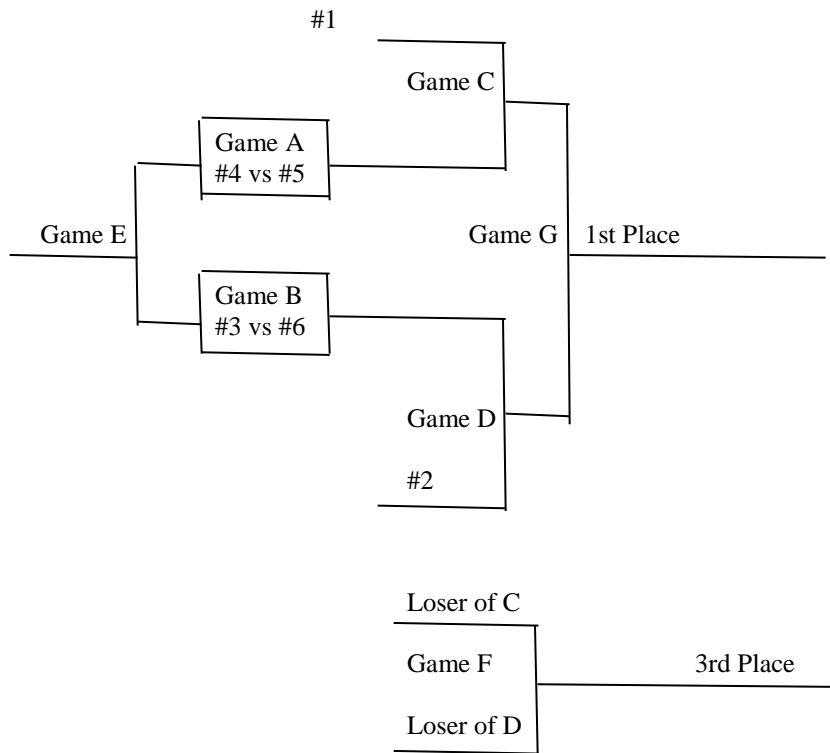 #1
Game C
Game A
#4 vs #5
Game E
Game G
1st Place
Game B
#3 vs #6
Game D
#2
Loser of C
Game F
3rd Place
Loser of D